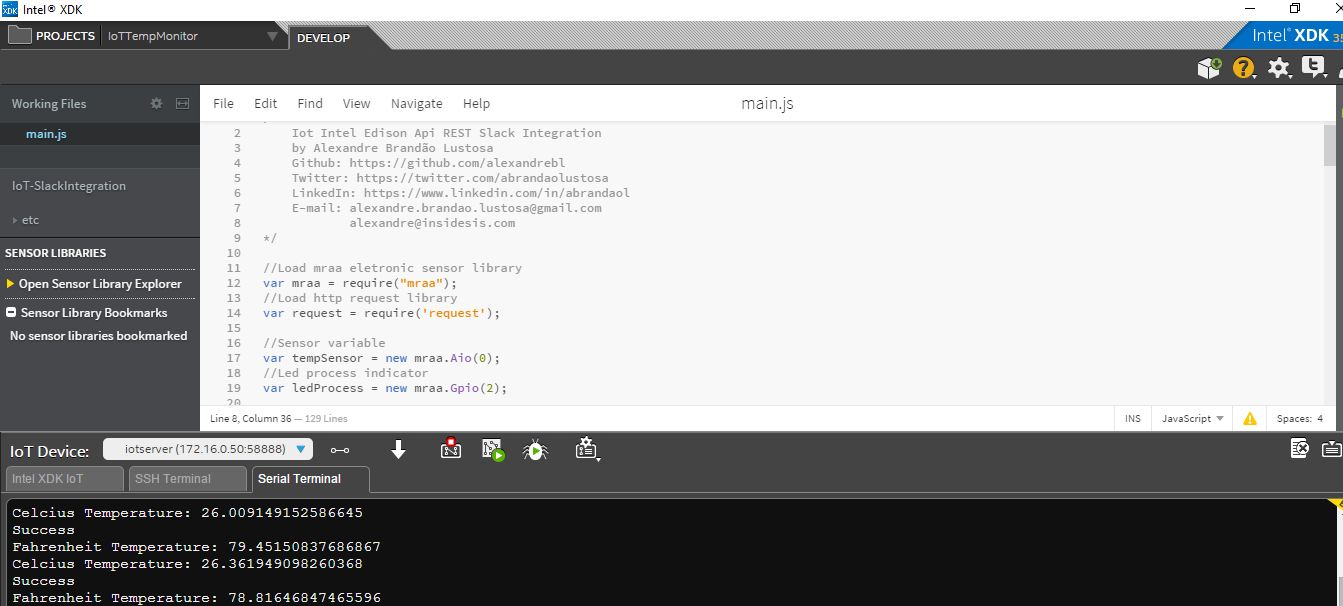 Intel® XDK
PROJECTS IoTTempMonitor DEVELOP
Intel® XDK
Working Files
main.js
IoT-SlackIntegration
etc
SENSOR LIBRARIES
Open Sensor Library Explorer
Sensor Library Bookmarks
No sensor libraries bookmarked
File Edit Find View Navigate Help main.js
2 Iot Intel Edison Api REST Slack Integration
3 by Alexandre Brandão Lustosa
4 Github: https://github.com/alexandrebl
5 Twitter: https://twitter.com/abrandaolustosa
6 LinkedIn: https://www.linkedin.com/in/abrandaol
7 E-mail: alexandre.brandao.lustosa@gmail.com
8 alexandre@insidesis.com
9 */
10
11 //Load mraa eletronic sensor library
12 var mraa = require("mraa");
13 //Load http request library
14 var request = require('request');
15
16 //Sensor variable
17 var tempSensor = new mraa.Aio(0);
18 //Led process indicator
19 var ledProcess = new mraa.Gpio(2);
20
Line 8, Column 36 — 129 Lines INS JavaScript Spaces: 4
IoT Device: iotserver (172.16.0.50:58888)
Intel XDK IoT SSH Terminal Serial Terminal
Celcius Temperature: 26.009149152586645
Success
Fahrenheit Temperature: 79.45150837686867
Celcius Temperature: 26.361949098260368
Success
Fahrenheit Temperature: 78.81646847465596